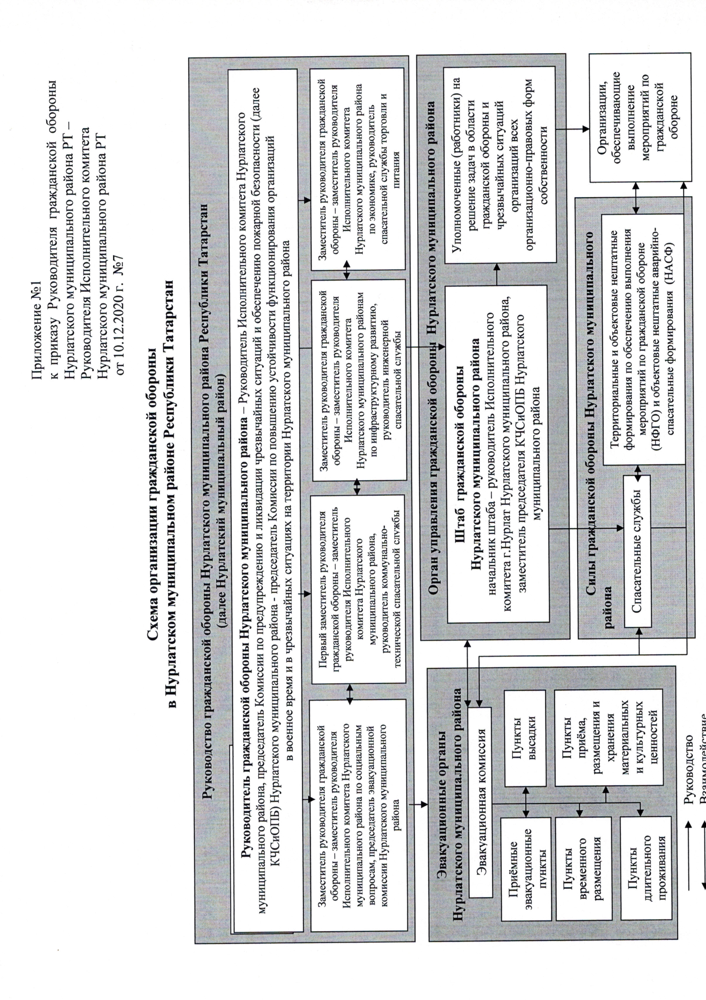 Приложение №1
к приказу Руководителя гражданской обороны
Нурлатского муниципального района РТ –
Руководителя Исполнительного комитета
Нурлатского муниципального района РТ
от 10.12.2020 г. №7
Схема организации гражданской обороны
в Нурлатском муниципальном районе Республики Татарстан
Руководство гражданской обороны Нурлатского муниципального района Республики Татарстан
(далее Нурлатский муниципальный район)
Руководитель гражданской обороны Нурлатского муниципального района – Руководитель Исполнительного комитета Нурлатского
муниципального района, председатель Комиссии по предупреждению и ликвидации чрезвычайных ситуаций и обеспечению пожарной безопасности (далее
КЧСиОПБ) Нурлатского муниципального района - председатель Комиссии по повышению устойчивости функционирования организаций
в военное время и в чрезвычайных ситуациях на территории Нурлатского муниципального района
Заместитель руководителя гражданской
обороны – заместитель руководителя
Исполнительного комитета Нурлатского
муниципального района по социальным
вопросам, председатель эвакуационной
комиссии Нурлатского муниципального
района
Первый заместитель руководителя
гражданской обороны – заместитель
руководителя Исполнительного
комитета Нурлатского
муниципального района,
руководитель коммунально-
технической спасательной службы
Заместитель руководителя гражданской
обороны – заместитель руководителя
Исполнительного комитета
Нурлатского муниципального районам
по инфраструктурному развитию,
руководитель инженерной
спасательной службы
Заместитель руководителя гражданской
обороны – заместитель руководителя
Исполнительного комитета
Нурлатского муниципального района
по экономике, руководитель
спасательной службы торговли и
питания
Эвакуационные органы
Нурлатского муниципального района
Эвакуационная комиссия
Приёмные
эвакуационные
пункты
Пункты
высадки
Пункты
временного
размещения
Пункты
приёма,
размещения и
хранения
материальных
и культурных
ценностей
Пункты
длительного
проживания
Орган управления гражданской обороны Нурлатского муниципального района
Штаб гражданской обороны
Нурлатского муниципального района
начальник штаба – руководитель Исполнительного
комитета г.Нурлат Нурлатского муниципального района,
заместитель председателя КЧСиОПБ Нурлатского
муниципального района
Уполномоченные (работники) на
решение задач в области
гражданской обороны и
чрезвычайных ситуаций
организаций всех
организационно-правовых форм
собственности
Силы гражданской обороны Нурлатского муниципального
района
Спасательные службы
Территориальные и объектовые нештатные
формирования по обеспечению выполнения
мероприятий по гражданской обороне
(НФГО) и объектовые нештатные аварийно-
спасательные формирования (НАСФ)
Организации,
обеспечивающие
выполнение
мероприятий по
гражданской
обороне
Руководство
Взаимодействие